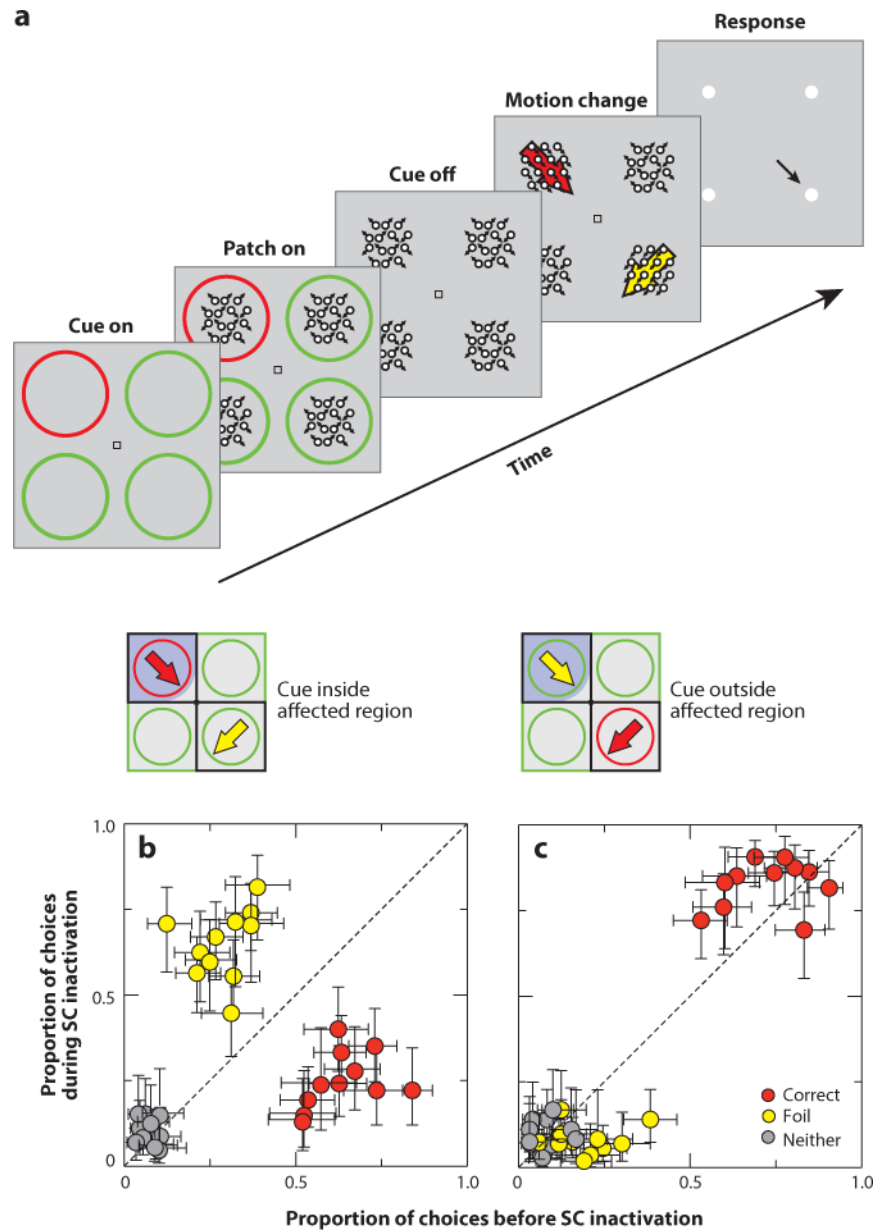 a
Response
Motion change
Cue off
Patch on
Cue on
Time
Cue inside
affected region
Cue outside
affected region
1.0
b
c
Proportion of choices
during SC inactivation
0.5
Correct
Foil
Neither
0
0
0.5
1.0
0
0.5
1.0
Proportion of choices before SC inactivation